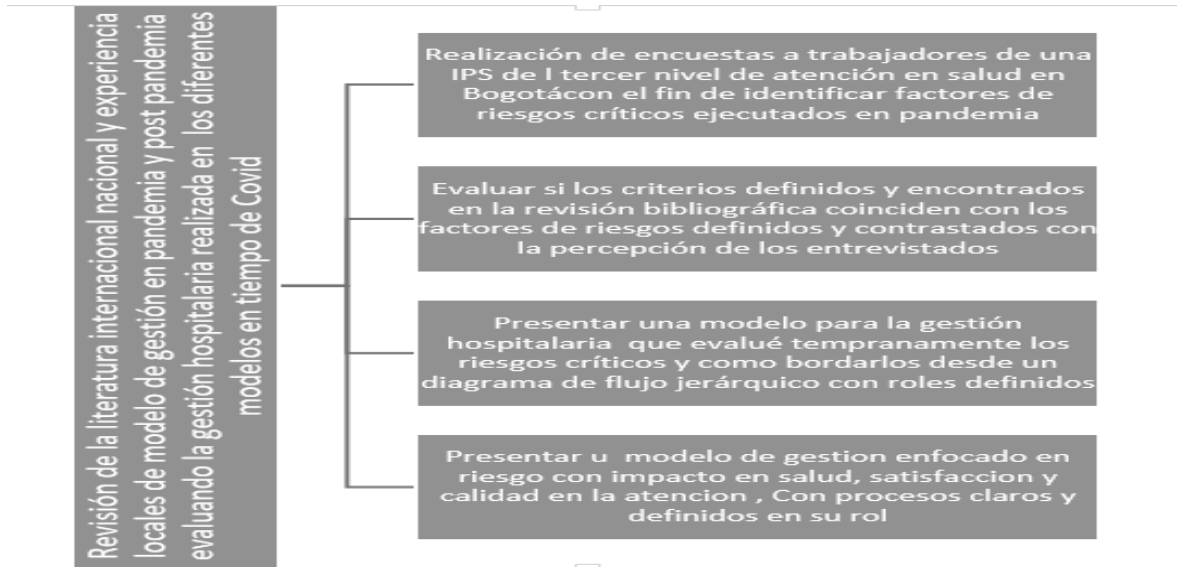 Revisión de la literatura internacional nacional y experiencia
locales de modelo de gestión en pandemia y post pandemia
evaluando la gestión hospitalaria realizada en los diferentes
modelos en tiempo de Covid
Realización de encuestas a trabajadores de una
IPS de l tercer nivel de atención en salud en
Bogotácon el fin de identificar factores de
riesgos críticos ejecutados en pandemia
Evaluar si los criterios definidos y encontrados
en la revisión bibliográfica coinciden con los
factores de riesgos definidos y contrastados con
la percepción de los entrevistados
Presentar una modelo para la gestión
hospitalaria que evalué tempranamente los
riesgos críticos y como bordarlos desde un
diagrama de flujo jerárquico con roles definidos
Presentar u modelo de gestion enfocado en
riesgo con impacto en salud, satisfaccion y
calidad en la atencion , Con procesos claros y
definidos en su rol